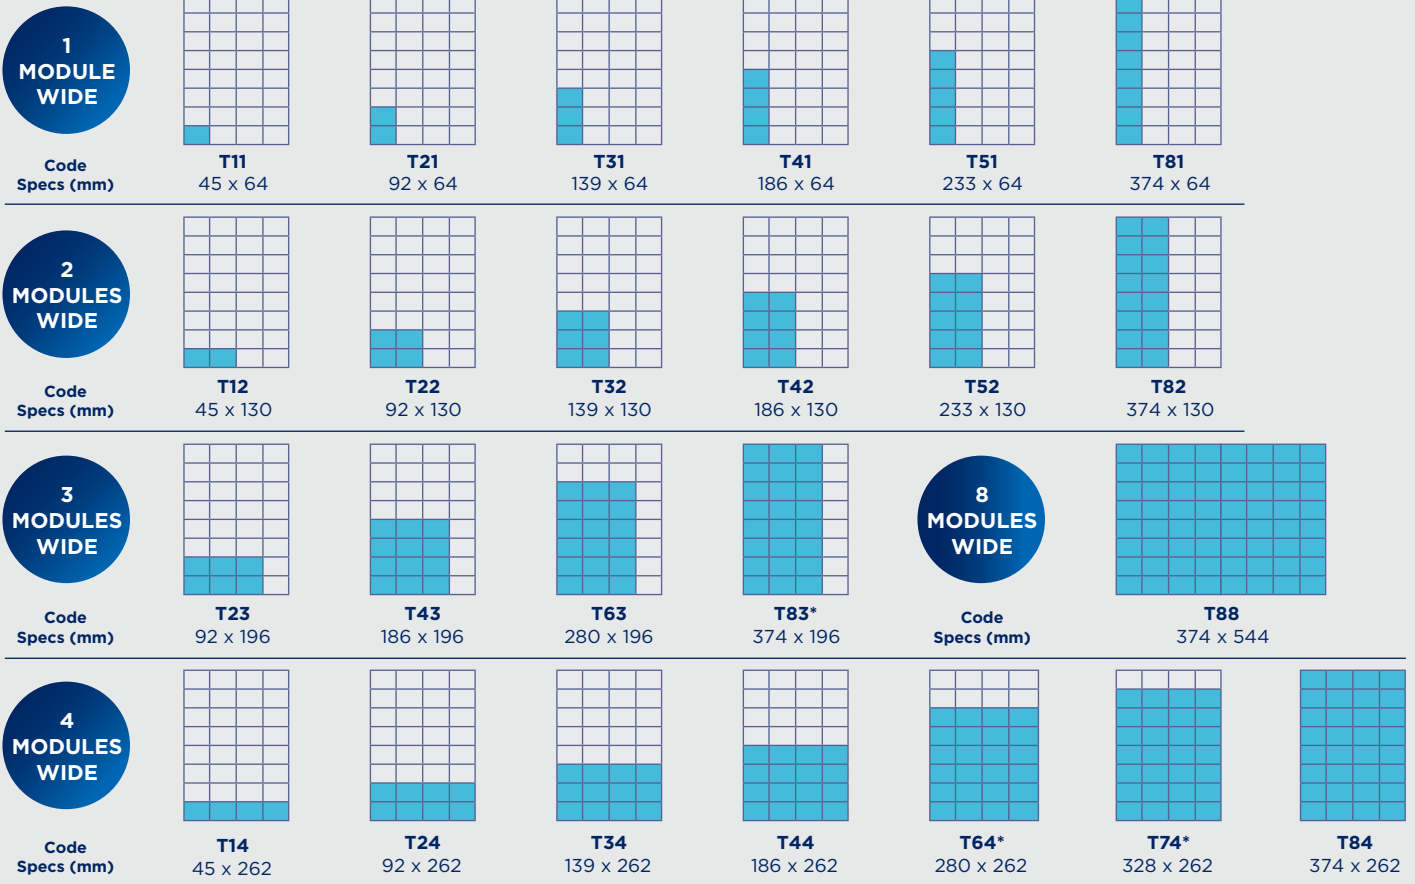 1
MODULE
WIDE
Code
Specs (mm)
T11
45 x 64
T21
92 x 64
T31
139 x 64
T41
186 x 64
T51
233 x 64
T81
374 x 64
2
MODULES
WIDE
Code
Specs (mm)
T12
45 x 130
T22
92 x 130
T32
139 x 130
T42
186 x 130
T52
233 x 130
T82
374 x 130
3
MODULES
WIDE
Code
Specs (mm)
T23
92 x 196
T43
186 x 196
T63
280 x 196
T83*
374 x 196
8
MODULES
WIDE
Code
Specs (mm)
T88
374 x 544
4
MODULES
WIDE
Code
Specs (mm)
T14
45 x 262
T24
92 x 262
T34
139 x 262
T44
186 x 262
T64*
280 x 262
T74*
328 x 262
T84
374 x 262